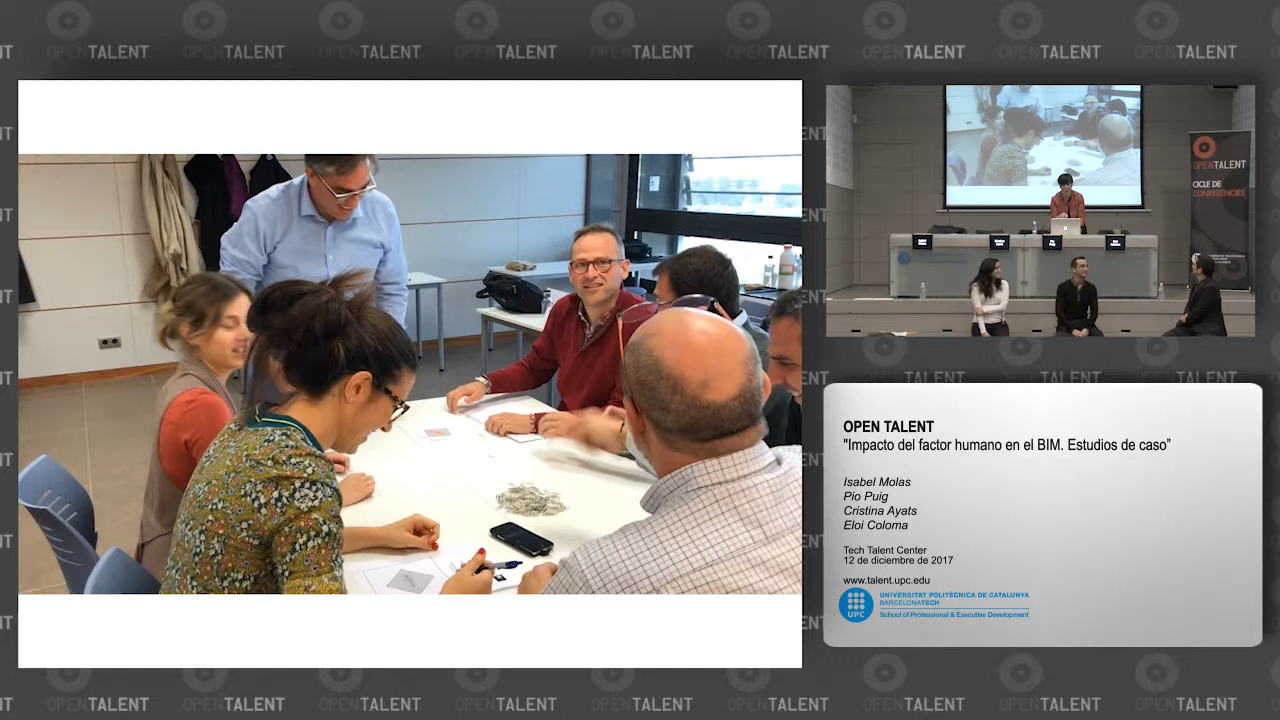 OPENTALENT
CICLE DE
CONFERÈNCIES
OPEN TALENT
"Impacto del factor humano en el BIM. Estudios de caso"
Isabel Molas
Pio Puig
Cristina Ayats
Eloi Coloma
Tech Talent Center
12 de diciembre de 2017
www.talent.upc.edu
UPC
UNIVERSITAT POLITÈCNICA DE CATALUNYA
BARCELONATECH
School of Professional & Executive Development